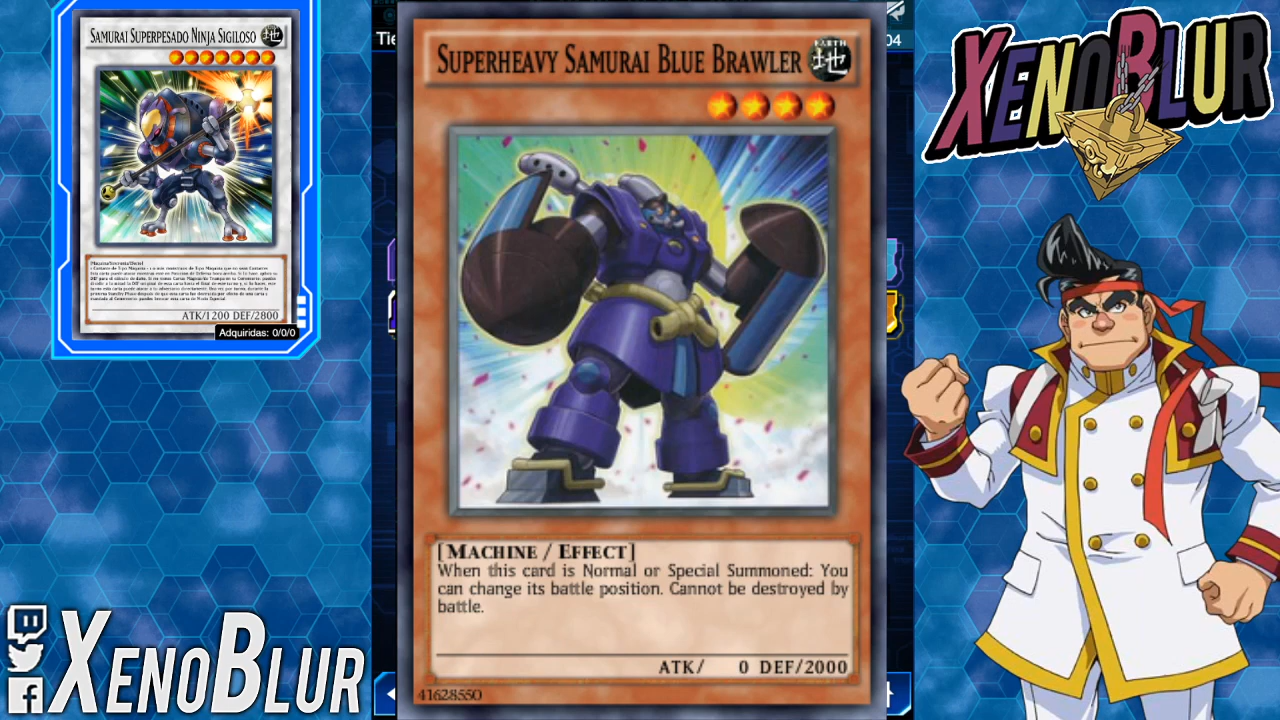 SAMURAI SUPERPESADO NINJA SIGILOSO
ATK/1200 DEF/2800
Adquiridas: 0/0/0
Tie
04
SUPERHEAVY SAMURAI BLUE BRAWLER
EARTH
地
[MACHINE / EFFECT]
When this card is Normal or Special Summoned: You
can change its battle position. Cannot be destroyed by
battle.
ATK/ 0 DEF/2000
41628550
XENOBLUR
XENOBLUR